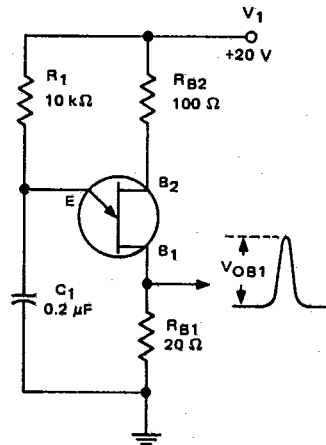 V1
+20 V
R1
10 kΩ
RB2
100 Ω
E
B2
B1
VOB1
C1
0.2 µF
RB1
20 Ω